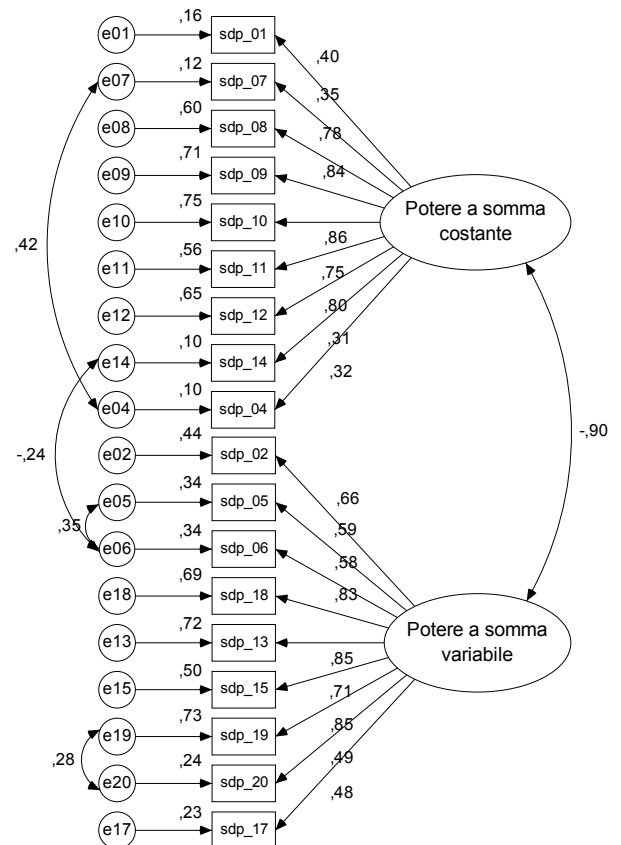 ,16
e01
sdp_01
,40
,12
e07
sdp_07
,35
,60
e08
sdp_08
,78
,71
e09
sdp_09
,84
,75
e10
sdp_10
Potere a somma
costante
,86
,56
e11
sdp_11
,42
,75
,65
e12
sdp_12
,80
,10
e14
sdp_14
,31
,10
e04
sdp_04
,32
,44
e02
sdp_02
-,90
-,24
,66
,34
e05
sdp_05
,59
,35
,34
e06
sdp_06
,58
,69
e18
sdp_18
,83
,72
e13
sdp_13
Potere a somma
variabile
,85
,50
e15
sdp_15
,71
,73
e19
sdp_19
,85
,28
,24
e20
sdp_20
,49
,23
e17
sdp_17
,48